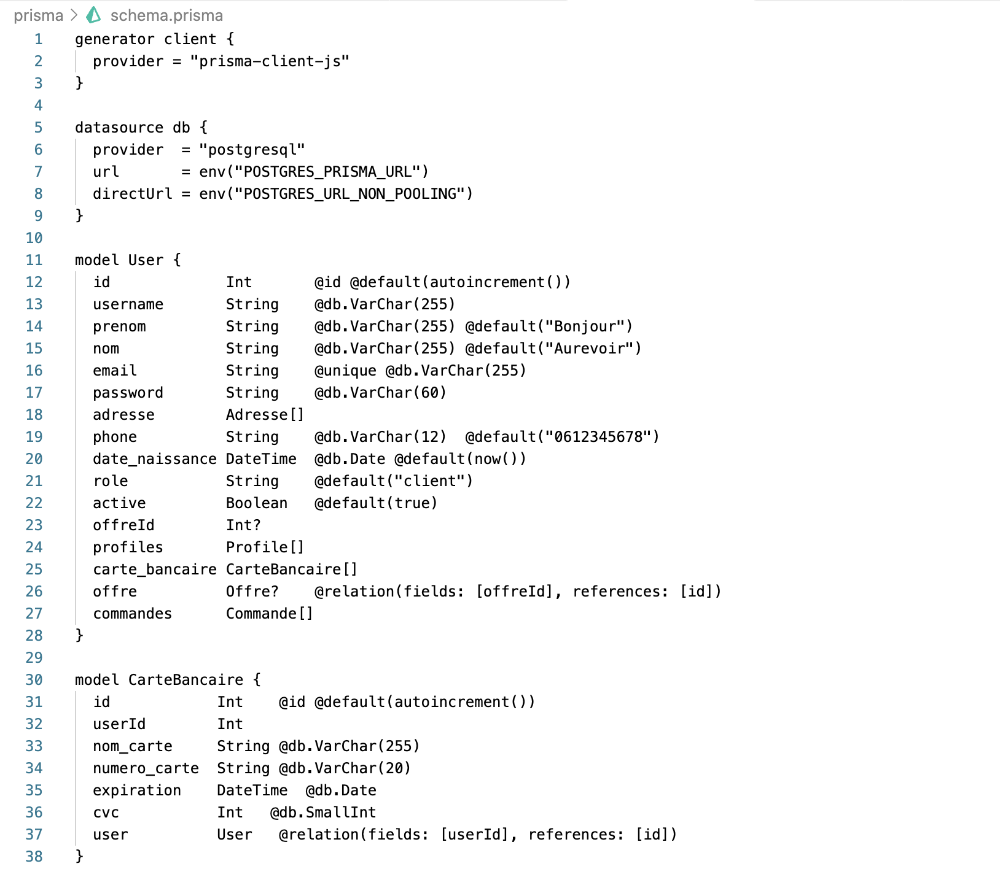 prisma > schema.prisma
1 generator client {
2   provider = "prisma-client-js"
3 }
4
5 datasource db {
6   provider  = "postgresql"
7   url       = env("POSTGRES_PRISMA_URL")
8   directUrl = env("POSTGRES_URL_NON_POOLING")
9 }
10
11 model User {
12   id             Int       @id @default(autoincrement())
13   username       String    @db.VarChar(255)
14   prenom         String    @db.VarChar(255) @default("Bonjour")
15   nom            String    @db.VarChar(255) @default("Aurevoir")
16   email          String    @unique @db.VarChar(255)
17   password       String    @db.VarChar(60)
18   adresse        Adresse[]
19   phone          String    @db.VarChar(12)  @default("0612345678")
20   date_naissance DateTime  @db.Date @default(now())
21   role           String    @default("client")
22   active         Boolean   @default(true)
23   offreId        Int?
24   profiles       Profile[]
25   carte_bancaire CarteBancaire[]
26   offre          Offre?    @relation(fields: [offreId], references: [id])
27   commandes      Commande[]
28 }
29
30 model CarteBancaire {
31   id            Int    @id @default(autoincrement())
32   userId        Int
33   nom_carte     String @db.VarChar(255)
34   numero_carte  String @db.VarChar(20)
35   expiration    DateTime  @db.Date
36   cvc           Int   @db.SmallInt
37   user          User   @relation(fields: [userId], references: [id])
38 }